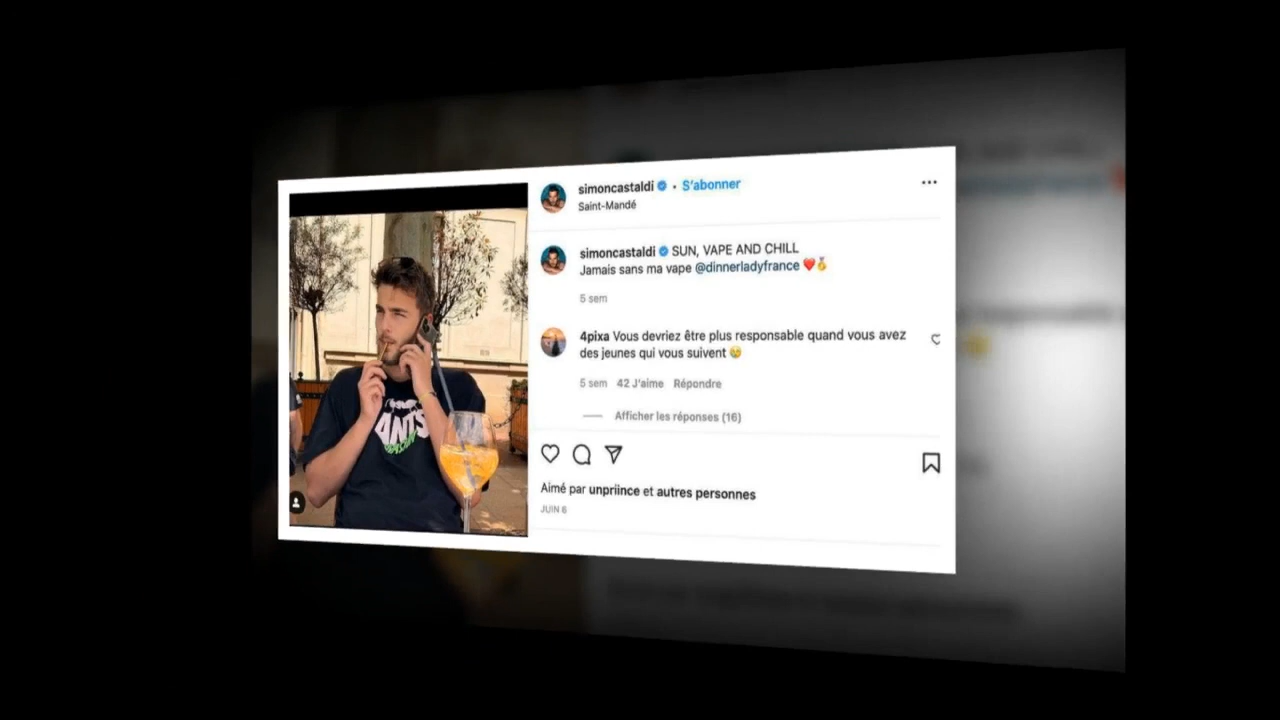 simoncastaldi • S'abonner
Saint-Mandé
simoncastaldi SUN, VAPE AND CHILL
Jamais sans ma vape @dinnerladyfrance ❤️🏅
5 sem
4pixa Vous devriez être plus responsable quand vous avez
des jeunes qui vous suivent 😢
5 sem 42 J'aime Répondre
Afficher les réponses (16)
Aimé par unpriince et autres personnes
JUIN 6
ANTS